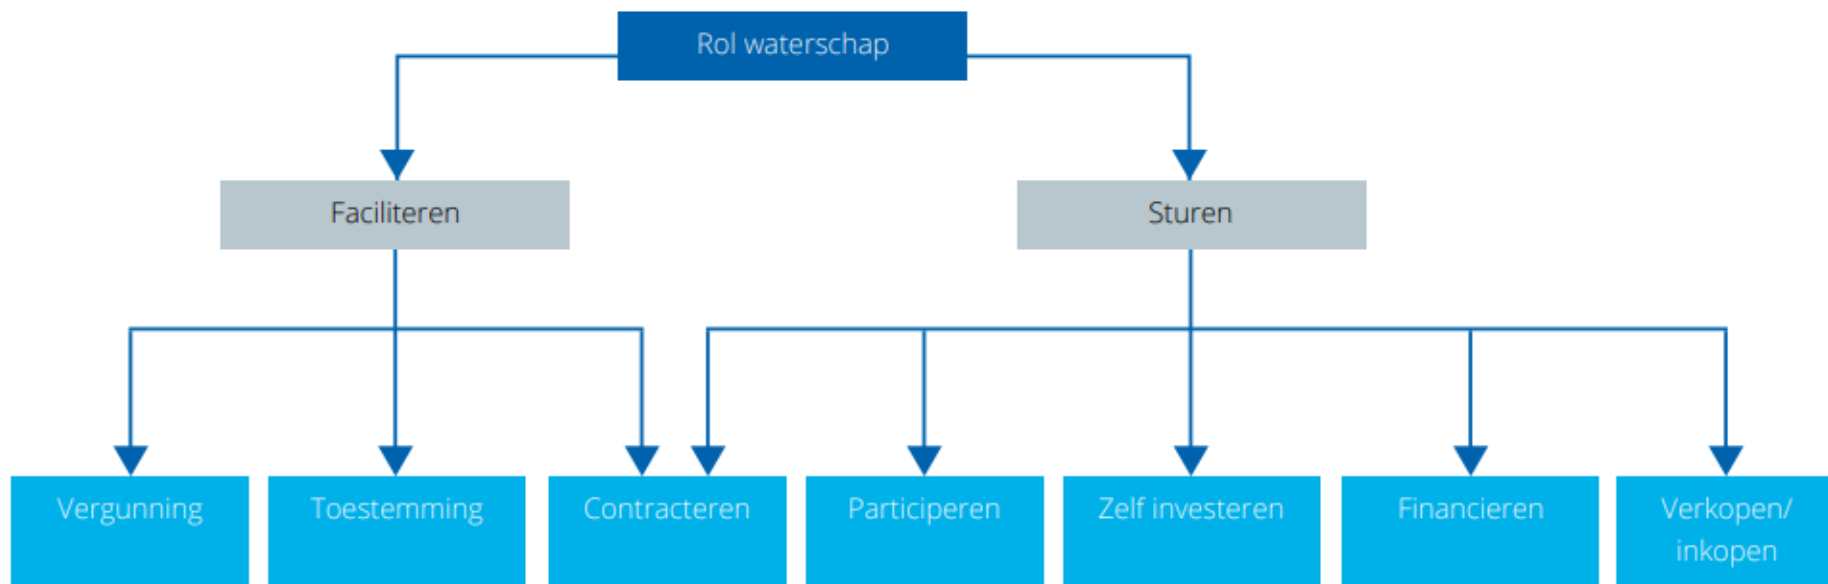 Rol waterschap
Faciliteren
Sturen
Vergunning
Toestemming
Contracteren
Participeren
Zelf investeren
Financieren
Verkopen/
inkopen